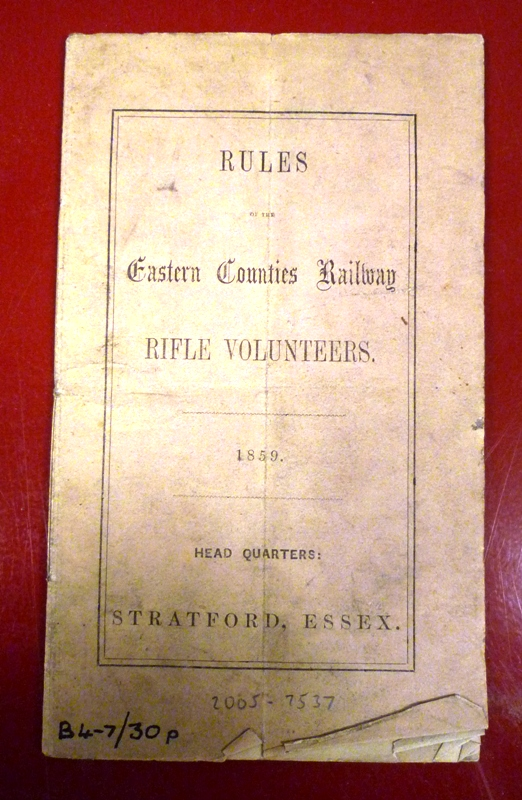 RULES
OF THE
Eastern Counties Railway
RIFLE VOLUNTEERS.
1859.
HEAD QUARTERS:
STRATFORD, ESSEX.
2005-7537
B4-7/30p